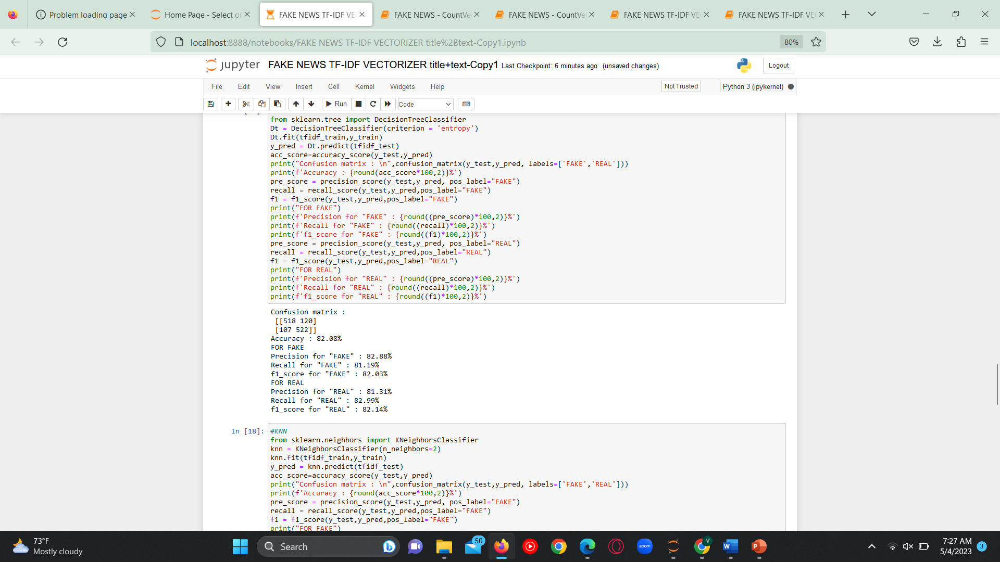 Problem loading page
Home Page - Select or
FAKE NEWS TF-IDF VEC
FAKE NEWS - CountVec
FAKE NEWS - CountVec
FAKE NEWS TF-IDF VEC
FAKE NEWS TF-IDF VEC
localhost:8888/notebooks/FAKE NEWS TF-IDF VECTORIZER title%2Btext-Copy1.ipynb
80%
jupyter FAKE NEWS TF-IDF VECTORIZER title+text-Copy1 Last Checkpoint: 6 minutes ago (unsaved changes)
Logout
File Edit View Insert Cell Kernel Widgets Help
Not Trusted
Python 3 (ipykernel)
Run
Code
from sklearn.tree import DecisionTreeClassifier
Dt = DecisionTreeClassifier(criterion = 'entropy')
Dt.fit(tfidf_train,y_train)
y_pred = Dt.predict(tfidf_test)
acc_score=accuracy_score(y_test,y_pred)
print("Confusion matrix : \n",confusion_matrix(y_test,y_pred, labels=['FAKE','REAL']))
print(f'Accuracy : {round(acc_score*100,2)}%')
pre_score = precision_score(y_test,y_pred, pos_label="FAKE")
recall = recall_score(y_test,y_pred,pos_label="FAKE")
f1 = f1_score(y_test,y_pred,pos_label="FAKE")
print("FOR FAKE")
print(f'Precision for "FAKE" : {round((pre_score)*100,2)}%')
print(f'Recall for "FAKE" : {round((recall)*100,2)}%')
print(f'f1_score for "FAKE" : {round((f1)*100,2)}%')
pre_score = precision_score(y_test,y_pred, pos_label="REAL")
recall = recall_score(y_test,y_pred,pos_label="REAL")
f1 = f1_score(y_test,y_pred,pos_label="REAL")
print("FOR REAL")
print(f'Precision for "REAL" : {round((pre_score)*100,2)}%')
print(f'Recall for "REAL" : {round((recall)*100,2)}%')
print(f'f1_score for "REAL" : {round((f1)*100,2)}%')
Confusion matrix :
[[518 120]
[107 522]]
Accuracy : 82.08%
FOR FAKE
Precision for "FAKE" : 82.88%
Recall for "FAKE" : 81.19%
f1_score for "FAKE" : 82.03%
FOR REAL
Precision for "REAL" : 81.31%
Recall for "REAL" : 82.99%
f1_score for "REAL" : 82.14%
In [18]:
#KNN
from sklearn.neighbors import KNeighborsClassifier
knn = KNeighborsClassifier(n_neighbors=2)
knn.fit(tfidf_train,y_train)
y_pred = knn.predict(tfidf_test)
acc_score=accuracy_score(y_test,y_pred)
print("Confusion matrix : \n",confusion_matrix(y_test,y_pred, labels=['FAKE','REAL']))
print(f'Accuracy : {round(acc_score*100,2)}%')
pre_score = precision_score(y_test,y_pred, pos_label="FAKE")
recall = recall_score(y_test,y_pred,pos_label="FAKE")
f1 = f1_score(y_test,y_pred,pos_label="FAKE")
print("FOR FAKE")
73°F
Mostly cloudy
Search
50
zoom
V
W
P
7:27 AM
5/4/2023
3